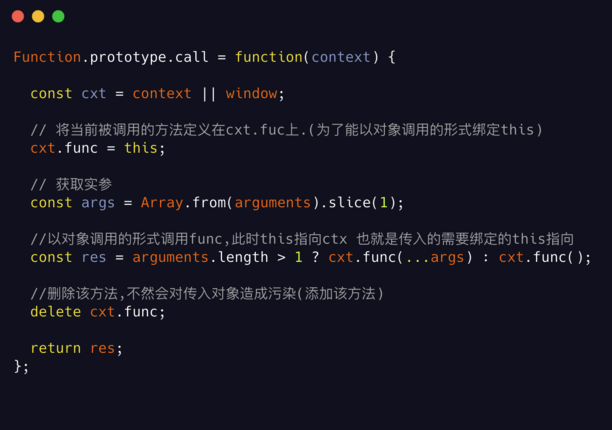 Function.prototype.call = function(context) {
const cxt = context || window;
// 将当前被调用的方法定义在cxt.fuc上.(为了能以对象调用的形式绑定this)
cxt.func = this;
// 获取实参
const args = Array.from(arguments).slice(1);
//以对象调用的形式调用func,此时this指向ctx 也就是传入的需要绑定的this指向
const res = arguments.length > 1 ? cxt.func(...args) : cxt.func();
//删除该方法,不然会对传入对象造成污染(添加该方法)
delete cxt.func;
return res;
};